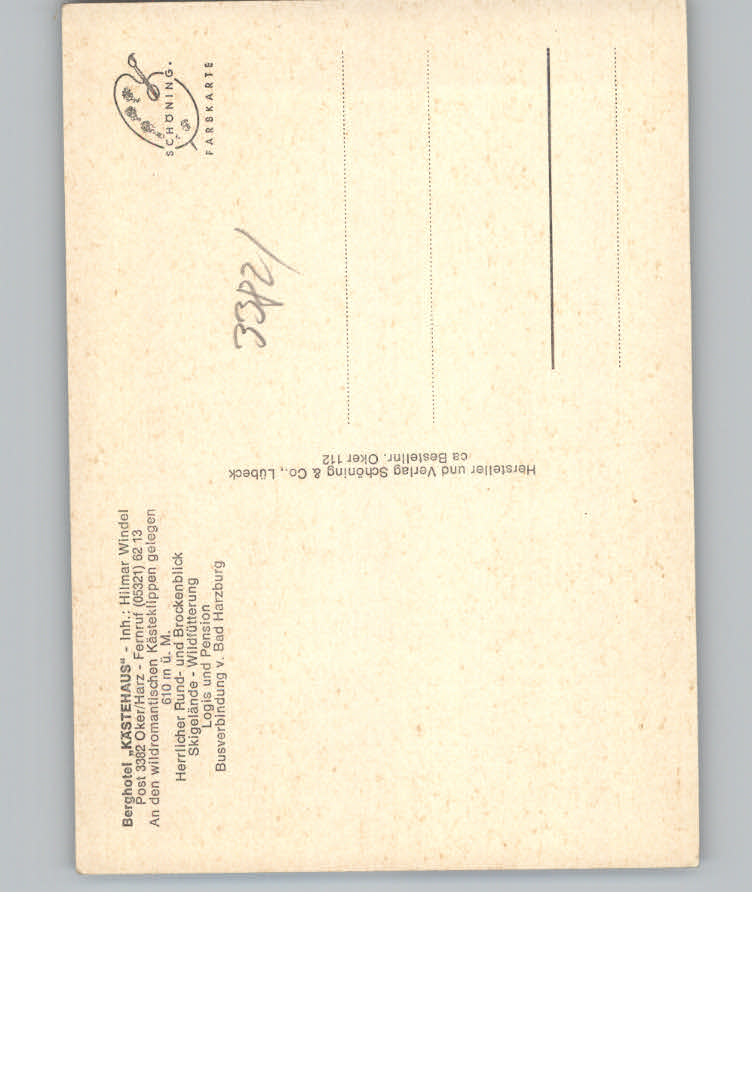 Berghotel „KÄSTEHAUS“ - Inh.: Hilmar Windel
Post 3382 Oker/Harz - Fernruf (05321) 62 13
An den wildromantischen Kästeklippen gelegen
610 m ü. M.
Herrlicher Rund- und Brockenblick
Skigelände - Wildfütterung
Logis und Pension
Busverbindung v. Bad Harzburg
Hersteller und Verlag Schöning & Co., Lübeck
ca Bestellnr. Oker 112
SCHÖNING.
FARBKARTE